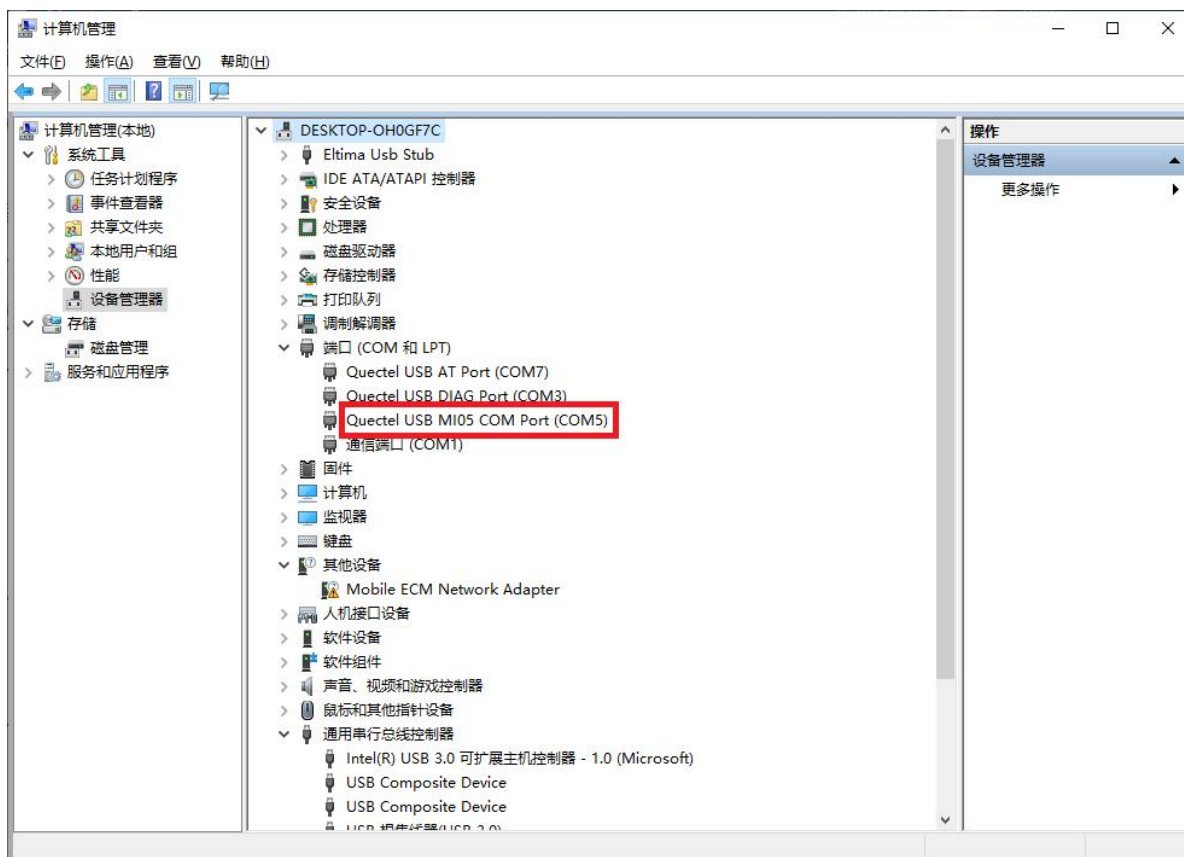 计算机管理
文件(F) 操作(A) 查看(V) 帮助(H)
计算机管理(本地)
系统工具
任务计划程序
事件查看器
共享文件夹
本地用户和组
性能
设备管理器
存储
磁盘管理
服务和应用程序
DESKTOP-OH0GF7C
Eltima Usb Stub
IDE ATA/ATAPI 控制器
安全设备
处理器
磁盘驱动器
存储控制器
打印队列
调制解调器
端口 (COM 和 LPT)
Quectel USB AT Port (COM7)
Quectel USB DIAG Port (COM3)
Quectel USB MI05 COM Port (COM5)
通信端口 (COM1)
固件
计算机
监视器
键盘
其他设备
Mobile ECM Network Adapter
人机接口设备
软件设备
软件组件
声音、视频和游戏控制器
鼠标和其他指针设备
通用串行总线控制器
Intel(R) USB 3.0 可扩展主机控制器 - 1.0 (Microsoft)
USB Composite Device
USB Composite Device
USB 根集线器(USB 3.0)
操作
设备管理器
更多操作